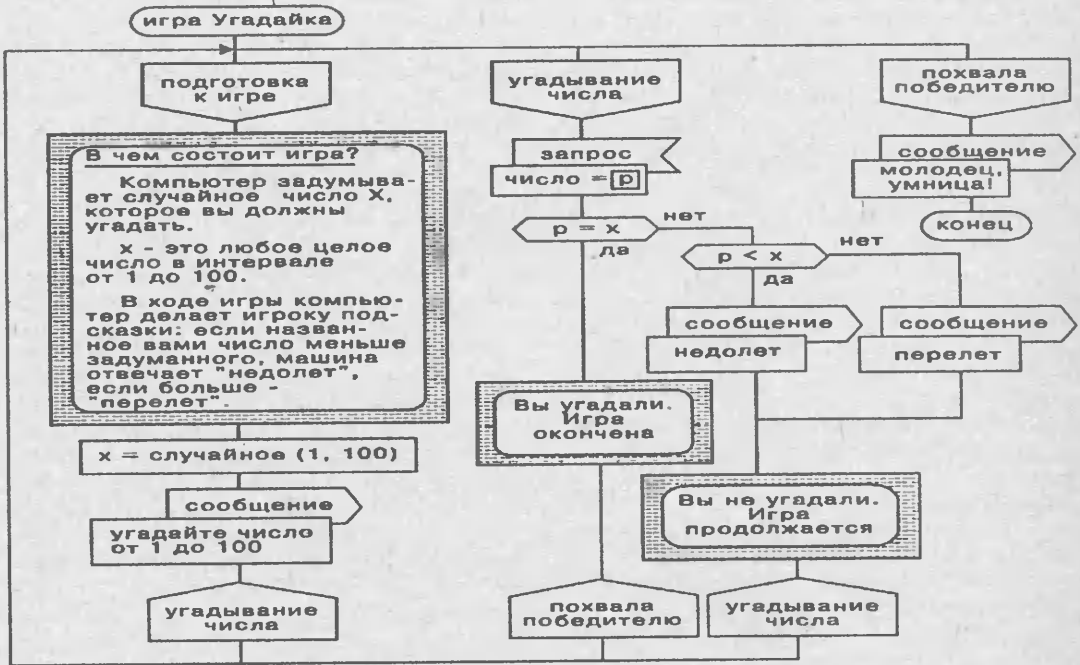 игра Угадайка
подготовка
к игре
В чем состоит игра?
Компьютер задумыва-
ет случайное число X,
которое вы должны
угадать.
x - это любое целое
число в интервале
от 1 до 100.
В ходе игры компью-
тер делает игроку под-
сказки: если назван-
ное вами число меньше
задуманного, машина
отвечает "недолет",
если больше -
"перелет".
x = случайное (1, 100)
сообщение
угадайте число
от 1 до 100
угадывание
числа
угадывание
числа
запрос
число = p
p = x
нет
да
p < x
нет
да
сообщение
недолет
сообщение
перелет
Вы угадали.
Игра
окончена
Вы не угадали.
Игра
продолжается
похвала
победителю
угадывание
числа
похвала
победителю
сообщение
молодец,
умница!
конец